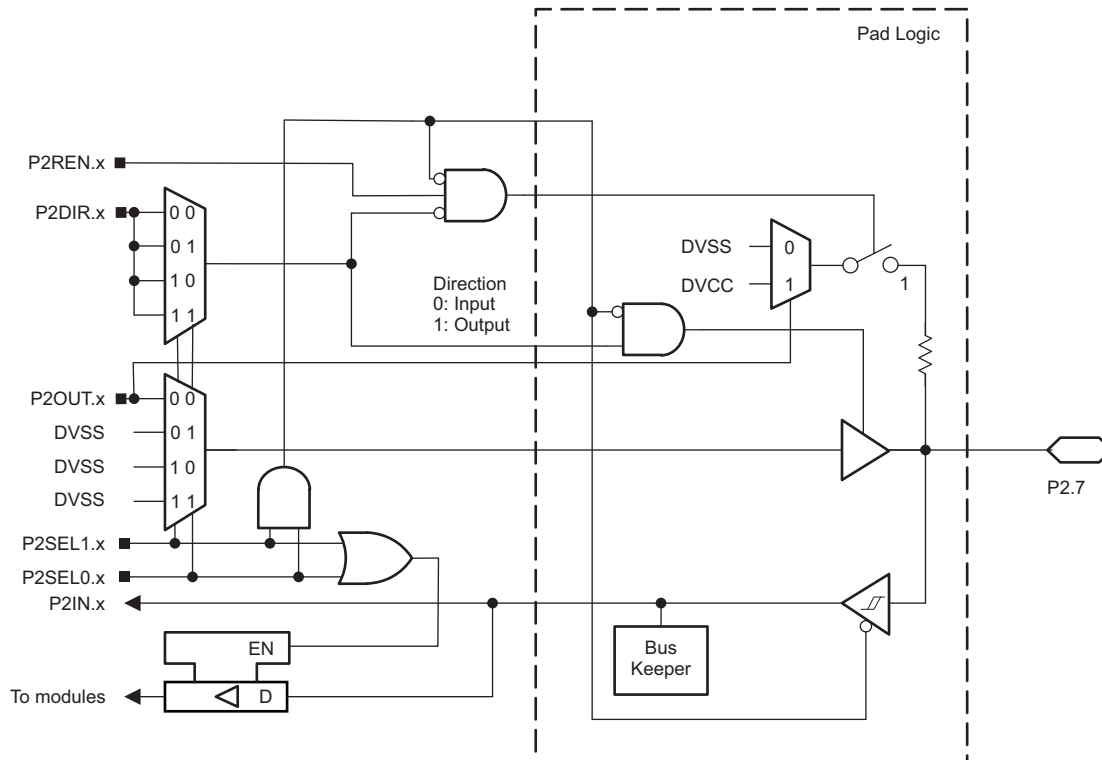 Pad Logic
P2REN.x
P2DIR.x
0 0
0 1
1 0
1 1
Direction
0: Input
1: Output
DVSS
0
DVCC
1
1
P2OUT.x
0 0
DVSS
0 1
DVSS
1 0
DVSS
1 1
P2.7
P2SEL1.x
P2SEL0.x
P2IN.x
Bus
Keeper
EN
To modules
D